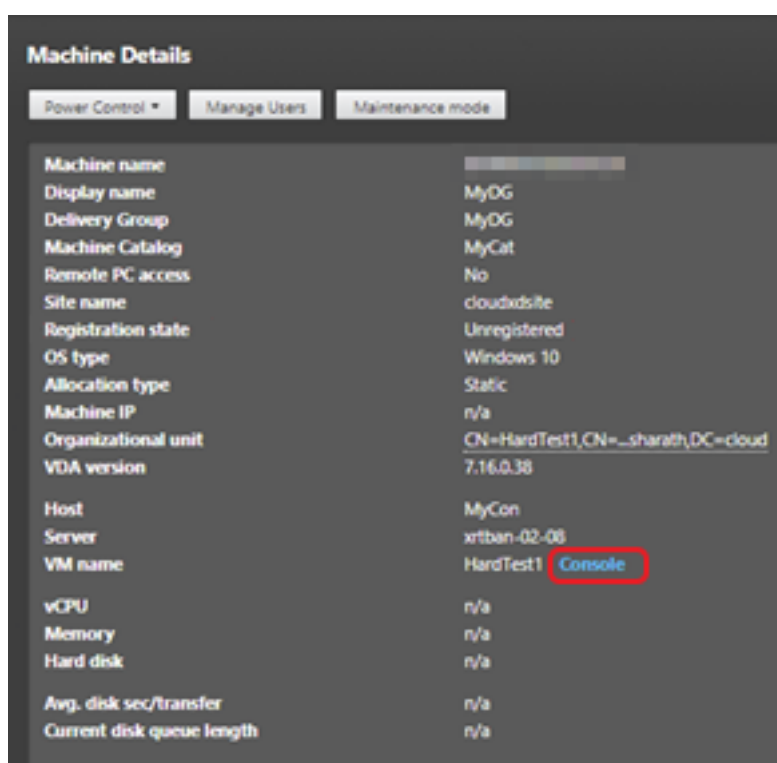 Machine Details
Power Control Manage Users Maintenance mode
Machine name
Display name MyDG
Delivery Group MyDG
Machine Catalog MyCat
Remote PC access No
Site name cloudxdsite
Registration state Unregistered
OS type Windows 10
Allocation type Static
Machine IP n/a
Organizational unit CN=HardTest1,CN=...sharath,DC=cloud
VDA version 7.16.0.38
Host MyCon
Server xrtban-02-08
VM name HardTest1 Console
vCPU n/a
Memory n/a
Hard disk n/a
Avg. disk sec/transfer n/a
Current disk queue length n/a